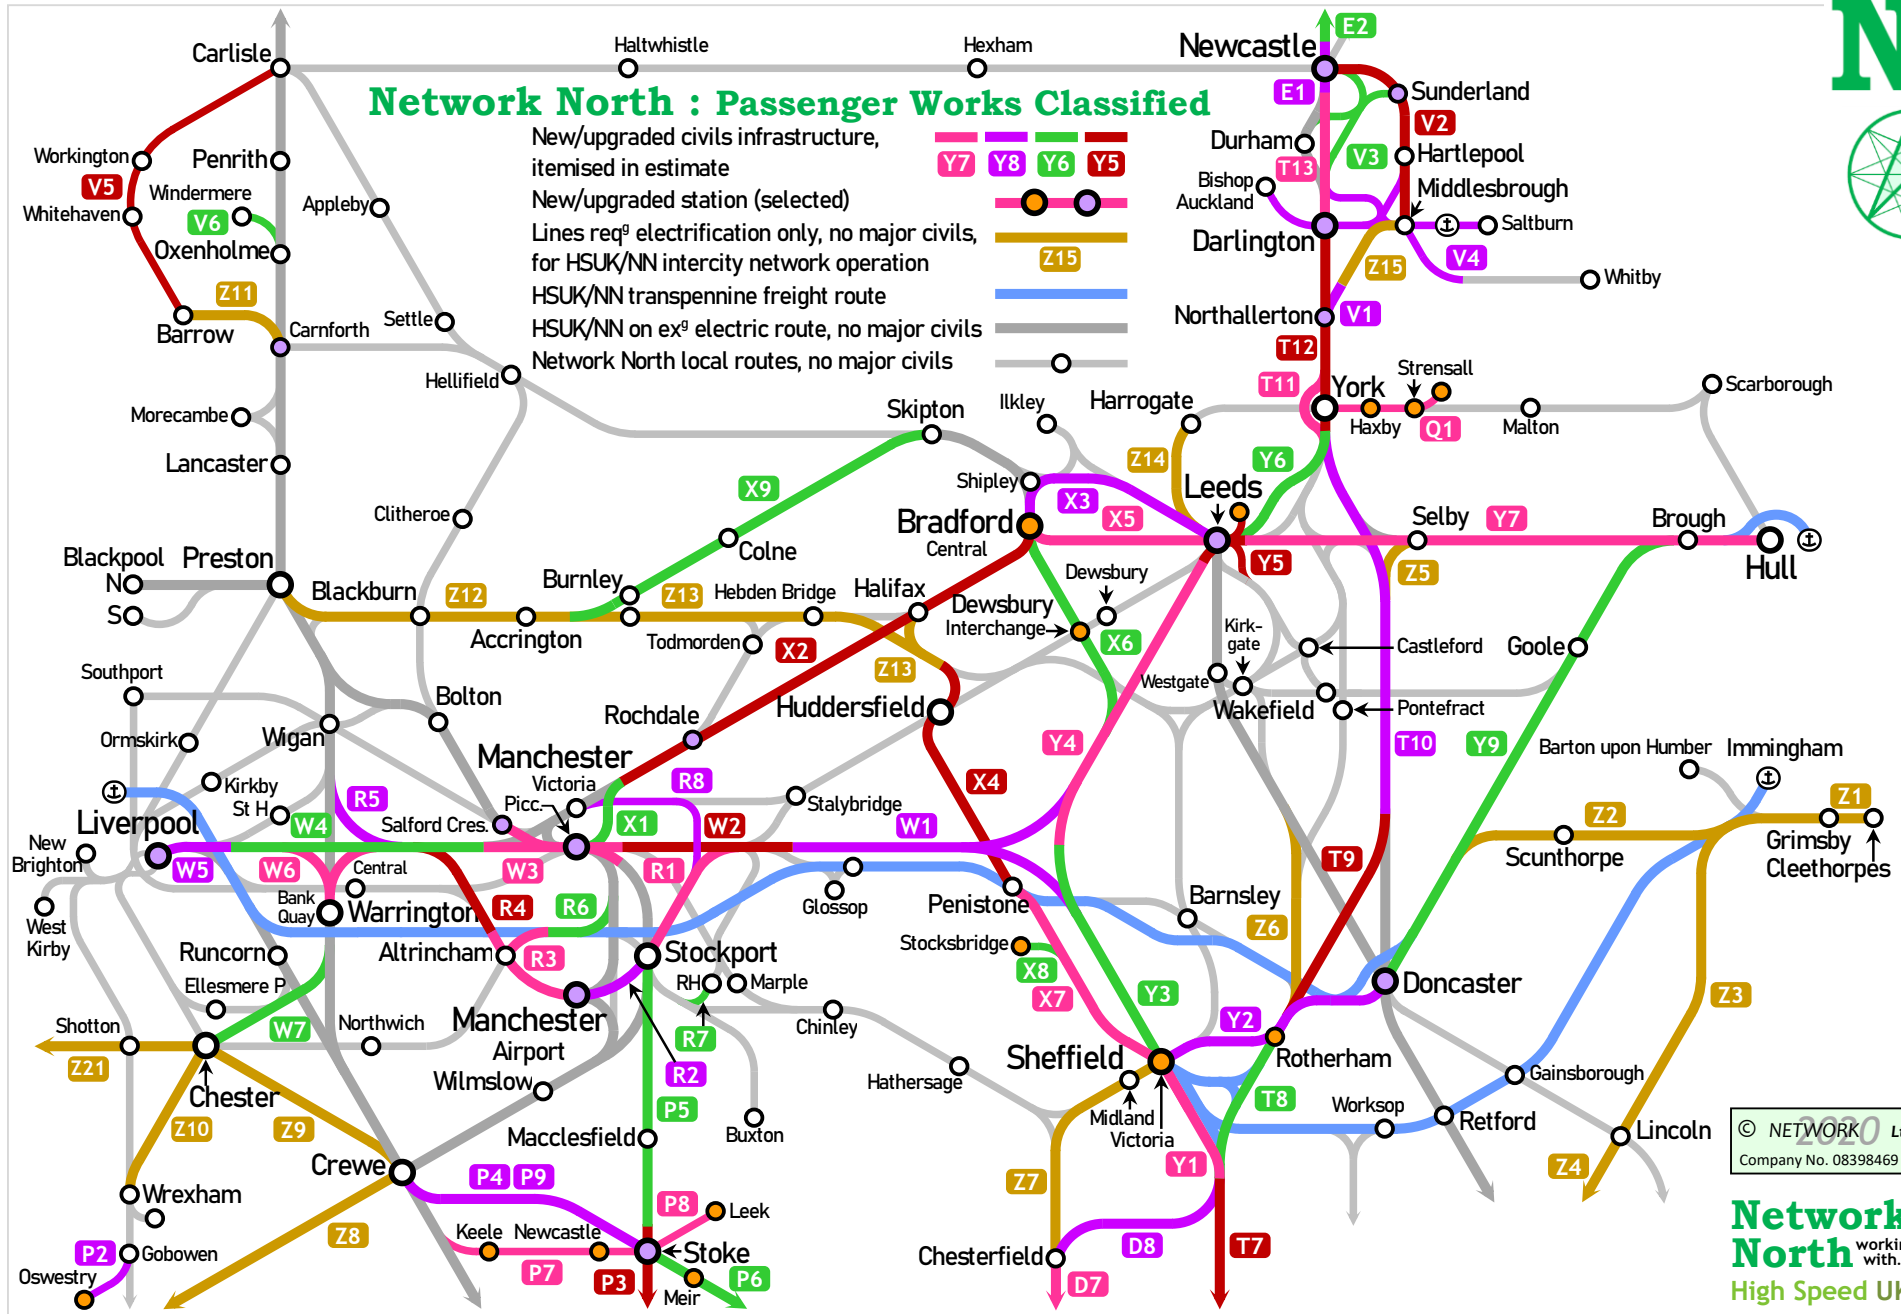 E2
Newcastle
Carlisle
Haltwhistle
Hexham
E1
Sunderland
Network North : Passenger Works Classified
V2
New/upgraded civils infrastructure,
itemised in estimate
Y7 Y8 Y6 Y5
Durham
V3
Hartlepool
T13
Workington
Penrith
Windermere
V5
V6
Whitehaven
Appleby
Oxenholme
New/upgraded station (selected)
Bishop
Auckland
Middlesbrough
Saltburn
Darlington
Lines reqg electrification only, no major civils,
for HSUK/NN intercity network operation
Z15
Z15
V4
Whitby
HSUK/NN transpennine freight route
Northallerton
V1
Z11
Barrow
Carnforth
Settle
HSUK/NN on exg electric route, no major civils
T12
Network North local routes, no major civils
Hellifield
T11
York
Strensall
Scarborough
Haxby
Q1
Malton
Morecambe
Skipton
Ilkley
Harrogate
Lancaster
Z14
Y6
Shipley
X9
X3
Leeds
Clitheroe
Bradford
Central
X5
Selby
Y7
Brough
Hull
Colne
Y5
Z5
Blackpool
N
S
Preston
Blackburn
Z12
Accrington
Burnley
Z13
Hebden Bridge
Halifax
Dewsbury
Dewsbury
Interchange
X6
Todmorden
X2
Z13
Kirk-
gate
Castleford
Goole
Westgate
Wakefield
Pontefract
Southport
Bolton
Huddersfield
Rochdale
Ormskirk
Wigan
Manchester
Victoria
Picc.
Y4
T10
Y9
Barton upon Humber
Immingham
Kirkby
St H
R5
R8
X4
Stalybridge
Salford Cres.
X1
W2
W1
Z2
Z1
Grimsby
Cleethorpes
Scunthorpe
Liverpool
W4
New
Brighton
W5
W6
Central
W3
R1
T9
Bank
Quay
Warrington
R4
R6
Glossop
Penistone
Barnsley
Z6
West
Kirby
Runcorn
Altrincham
R3
Stockport
Stocksbridge
X8
X7
Doncaster
Ellesmere P
RH
Marple
Y3
Z3
Shotton
W7
Northwich
Manchester
Airport
R7
Chinley
Y2
Rotherham
Z21
Chester
Wilmslow
R2
Hathersage
Sheffield
Gainsborough
Midland
Victoria
T8
Worksop
Retford
P5
Buxton
Z10
Z9
Macclesfield
Lincoln
Crewe
P4 P9
Y1
Z7
Z4
Wrexham
P8
Leek
Z8
Keele
Newcastle
Stoke
D8
T7
P2
Gobowen
P7
P3
P6
Chesterfield
D7
Oswestry
Meir
N
© NETWORK 2020
Company No. 08398469
Network
North
working
with.
High Speed